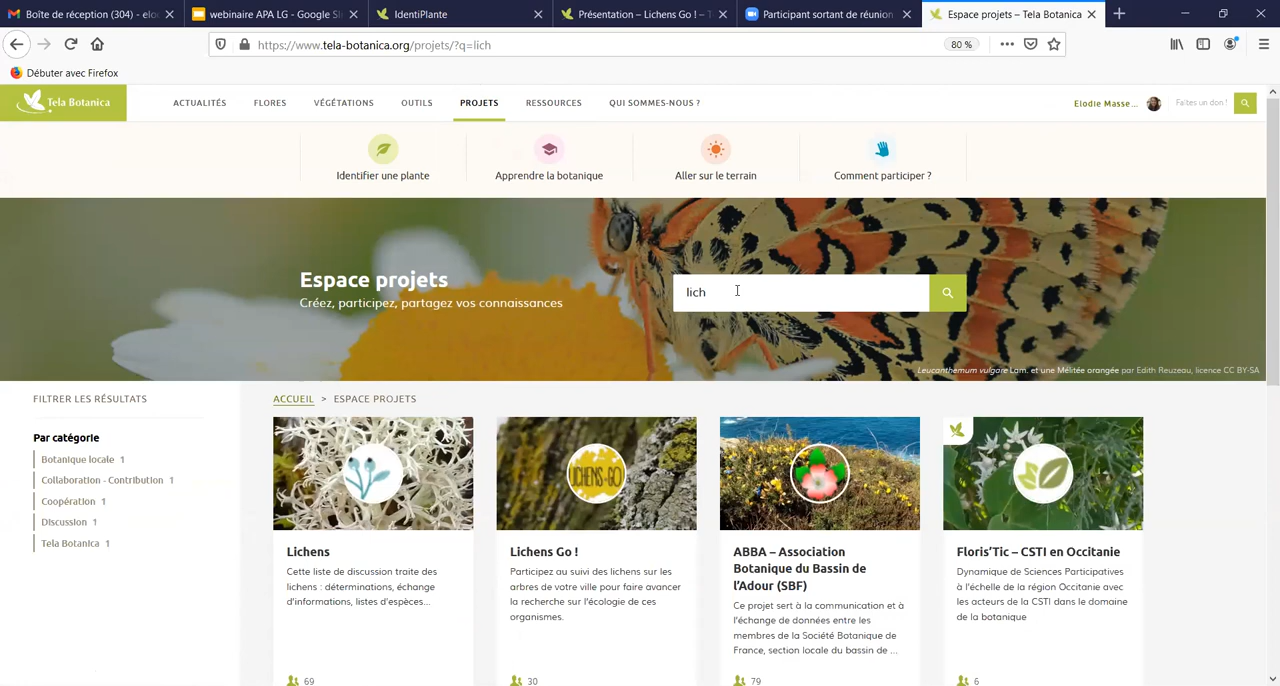 Boîte de réception (304) - eloc
webinaire APA LG - Google Sl
IdentiPlante
Présentation – Lichens Go ! – T
Participant sortant de réunion
Espace projets – Tela Botanica
https://www.tela-botanica.org/projets/?q=lich
80 %
Débuter avec Firefox
Tela Botanica
ACTUALITÉS
FLORES
VÉGÉTATIONS
OUTILS
PROJETS
RESSOURCES
QUI SOMMES-NOUS ?
Elodie Masse...
Faites un don !
Identifier une plante
Apprendre la botanique
Aller sur le terrain
Comment participer ?
Espace projets
Créez, participez, partagez vos connaissances
lich
Leucanthemum vulgare Lam. et une Mélitée orangée par Edith Reuzeau, licence CC BY-SA
FILTRER LES RÉSULTATS
Par catégorie
Botanique locale 1
Collaboration - Contribution 1
Coopération 1
Discussion 1
Tela Botanica 1
ACCUEIL > ESPACE PROJETS
Lichens
Cette liste de discussion traite des
lichens : déterminations, échange
d'informations, listes d'espèces...
69
LICHENS GO
Lichens Go !
Participez au suivi des lichens sur les
arbres de votre ville pour faire avancer
la recherche sur l'écologie de ces
organismes.
30
ABBA – Association
Botanique du Bassin de
l'Adour (SBF)
Ce projet sert à la communication et à
l'échange de données entre les
membres de la Société Botanique de
France, section locale du bassin de ...
79
Floris'Tic – CSTI en Occitanie
Dynamique de Sciences Participatives
à l'échelle de la région Occitanie avec
les acteurs de la CSTI dans le domaine
de la botanique
6